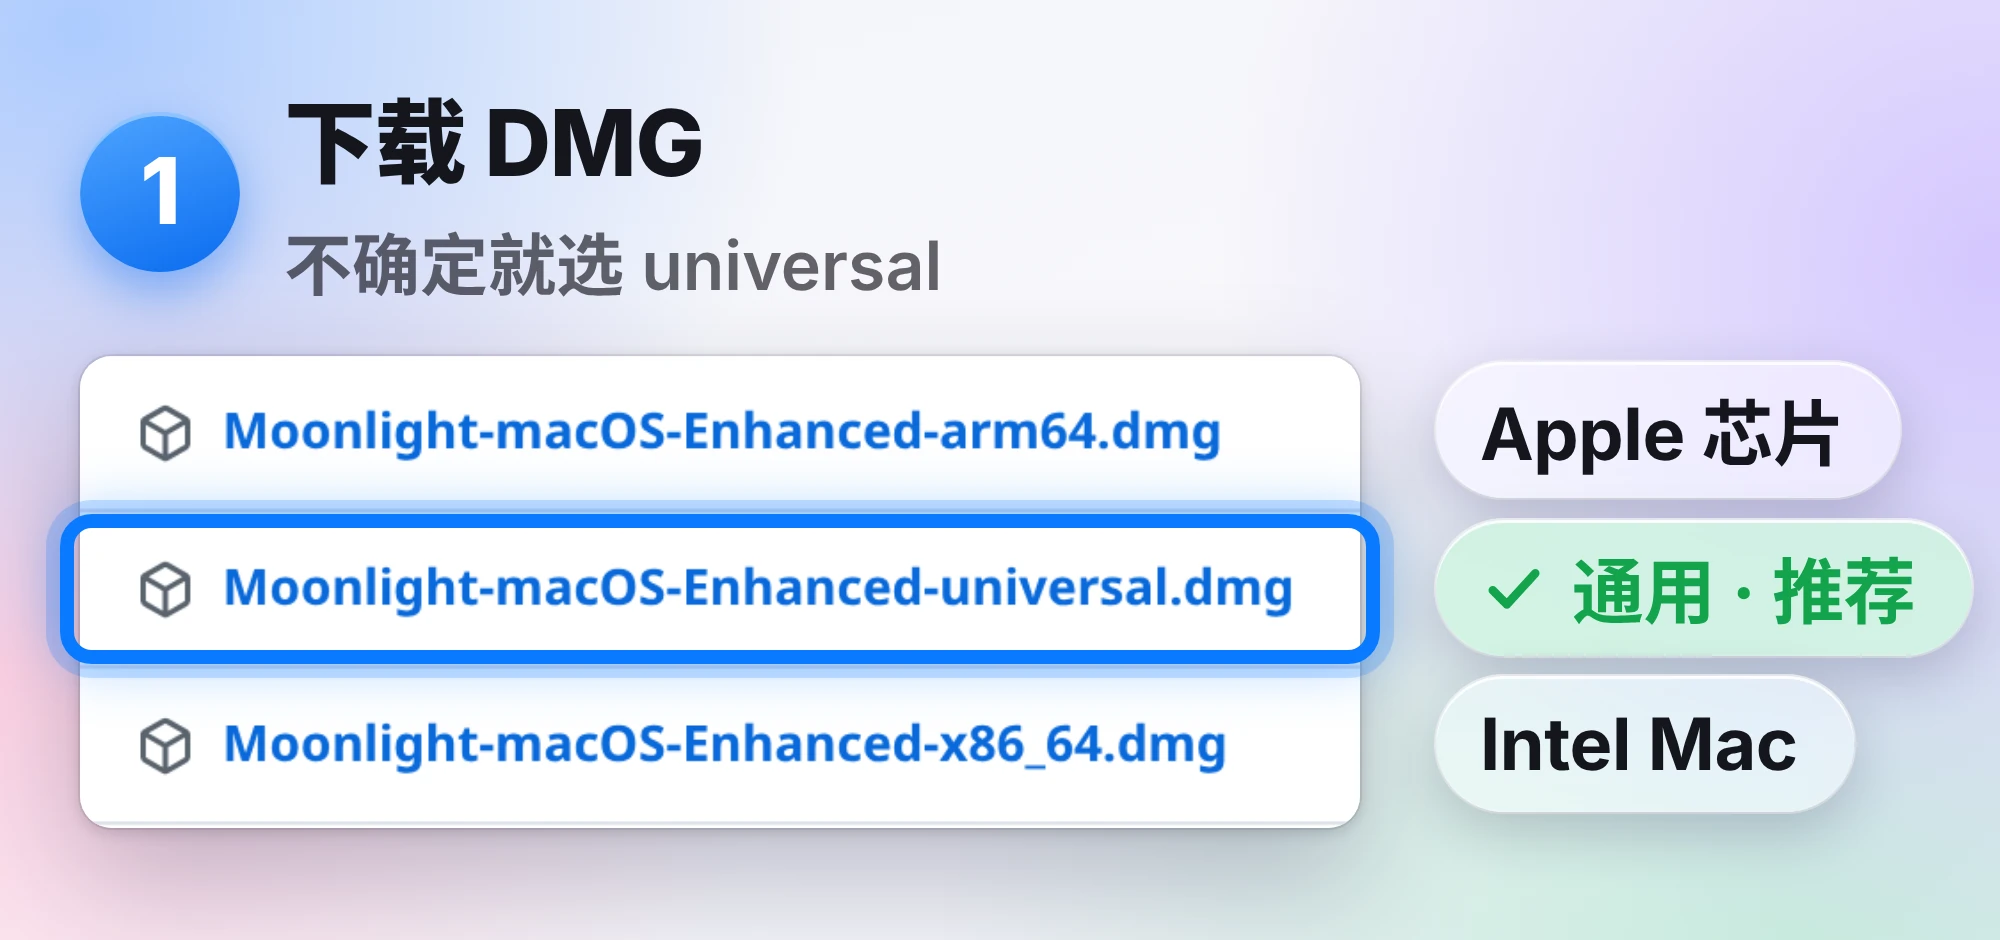 1
下载 DMG
不确定就选 universal
Moonlight-macOS-Enhanced-arm64.dmg
Apple 芯片
Moonlight-macOS-Enhanced-universal.dmg
✓ 通用 · 推荐
Moonlight-macOS-Enhanced-x86_64.dmg
Intel Mac